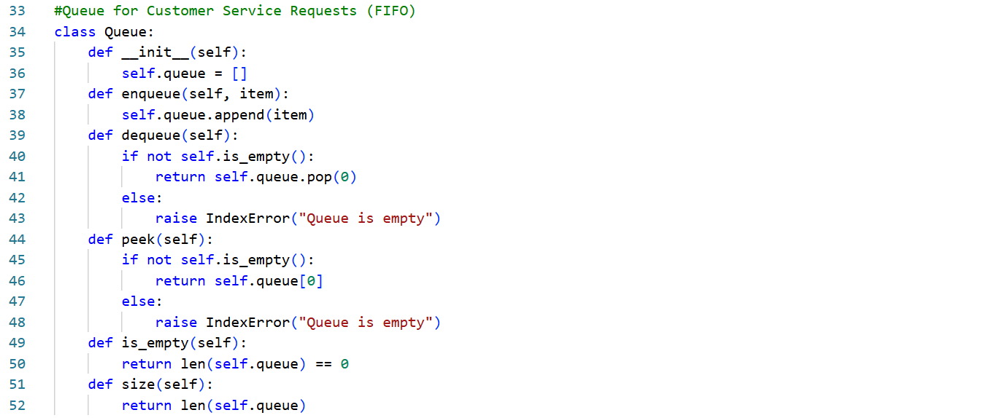 33 #Queue for Customer Service Requests (FIFO)
34 class Queue:
35     def __init__(self):
36         self.queue = []
37     def enqueue(self, item):
38         self.queue.append(item)
39     def dequeue(self):
40         if not self.is_empty():
41             return self.queue.pop(0)
42         else:
43             raise IndexError("Queue is empty")
44     def peek(self):
45         if not self.is_empty():
46             return self.queue[0]
47         else:
48             raise IndexError("Queue is empty")
49     def is_empty(self):
50         return len(self.queue) == 0
51     def size(self):
52         return len(self.queue)